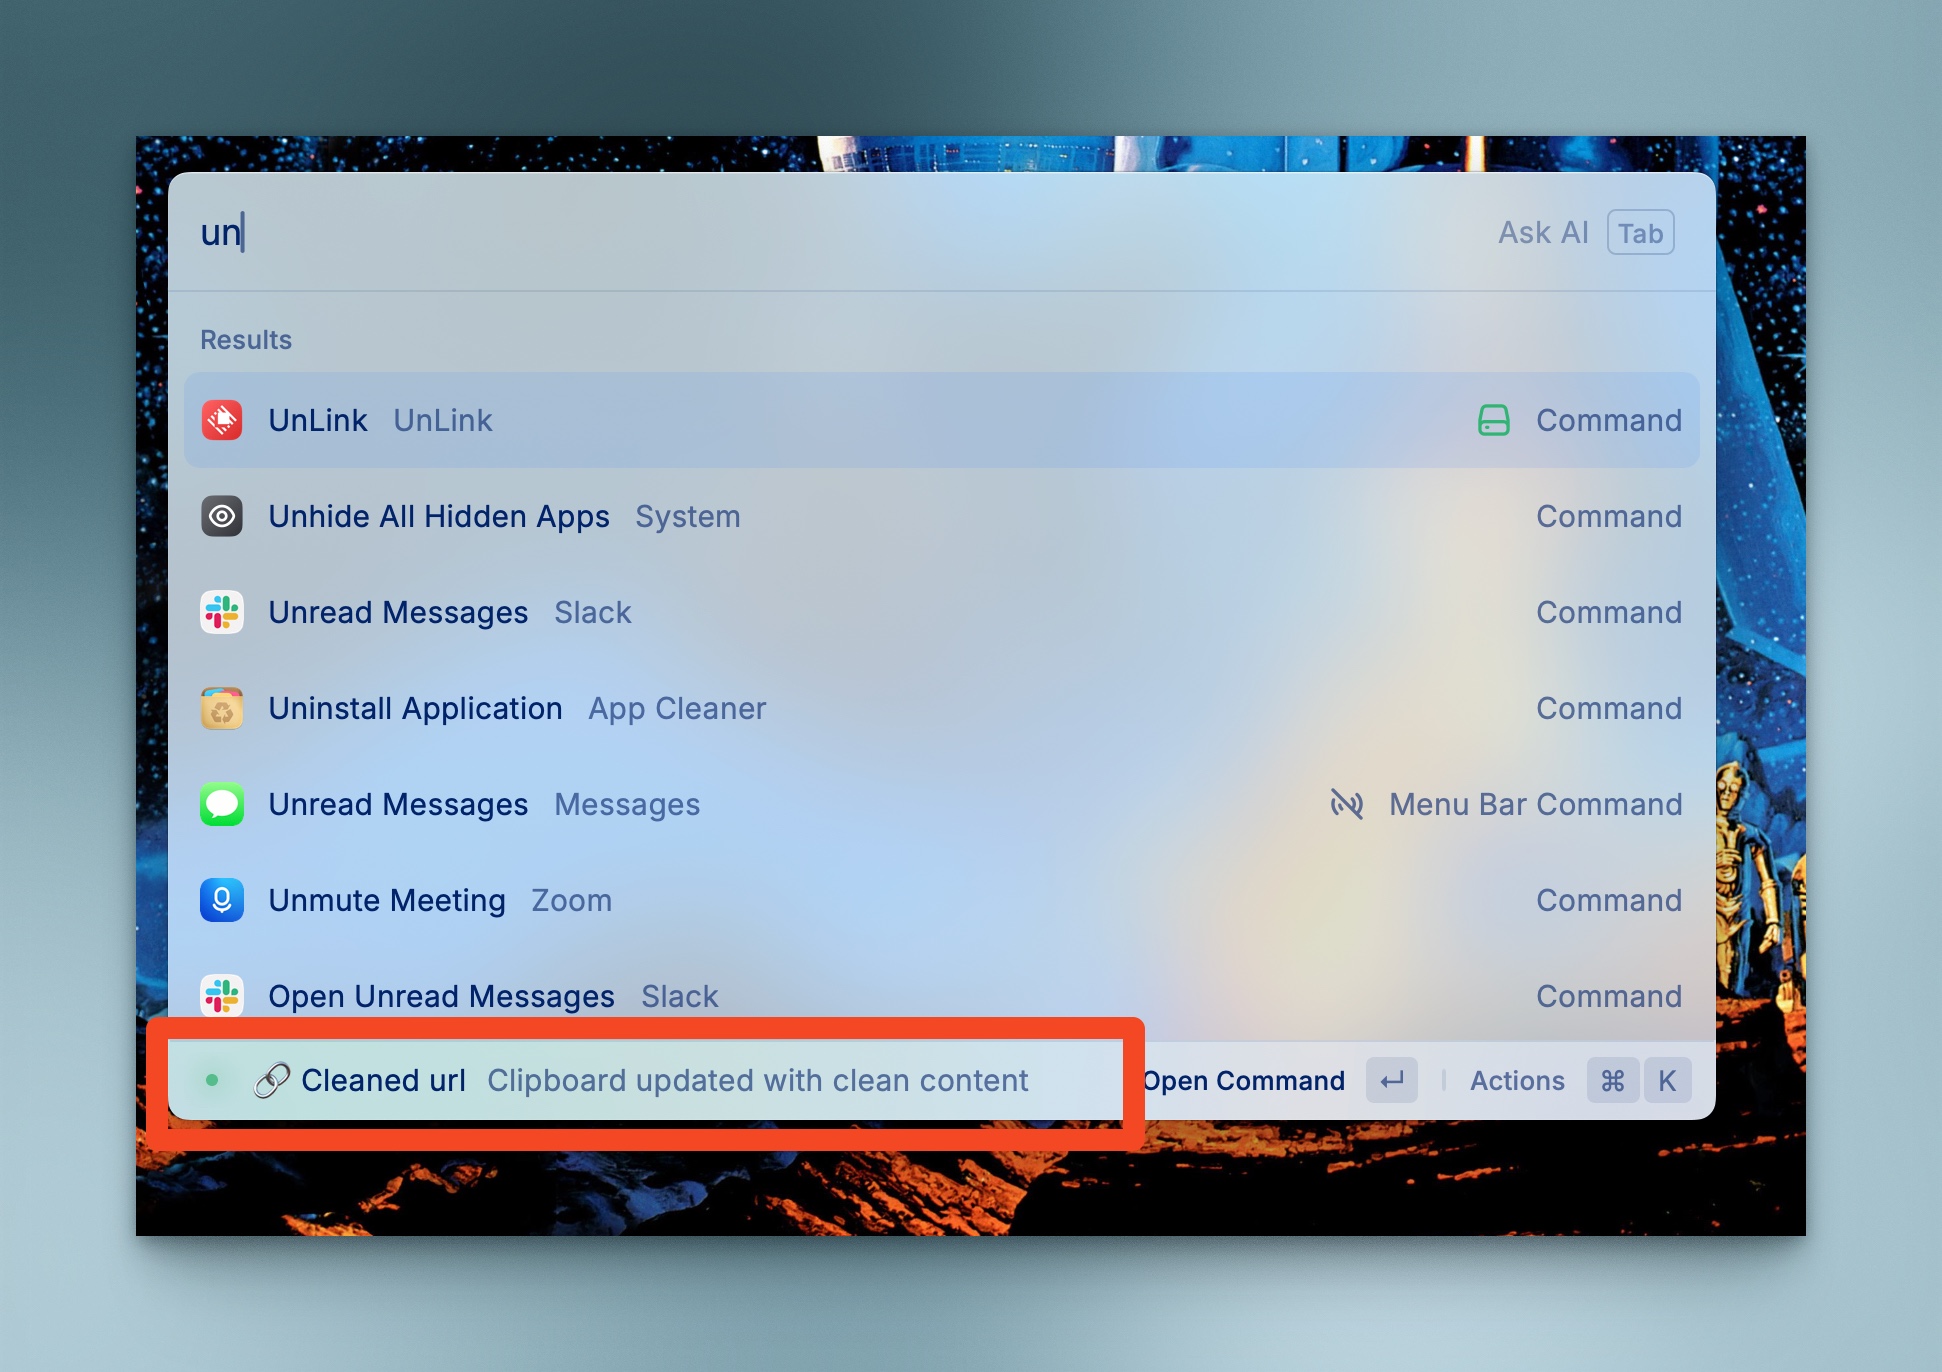 un Ask AI Tab
Results
UnLink UnLink Command
Unhide All Hidden Apps System Command
Unread Messages Slack Command
Uninstall Application App Cleaner Command
Unread Messages Messages Menu Bar Command
Unmute Meeting Zoom Command
Open Unread Messages Slack Command
🔗 Cleaned url Clipboard updated with clean content Open Command ↵ Actions ⌘ K